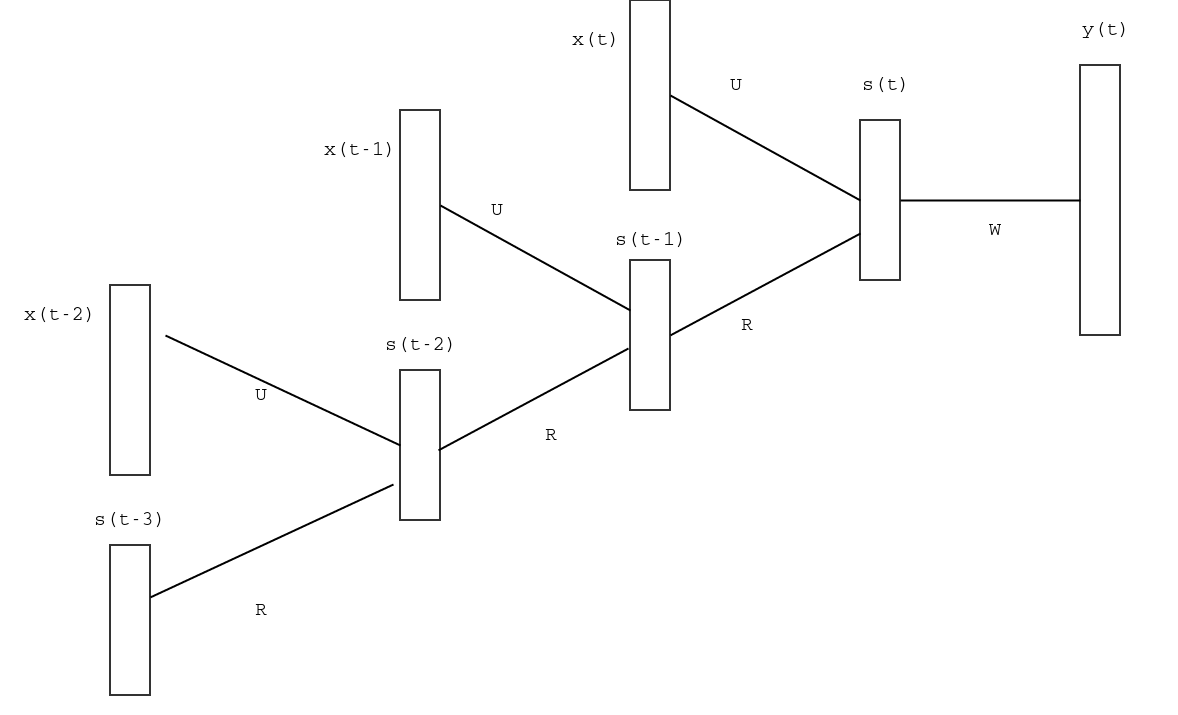 y(t)
x(t)
U
s(t)
x(t-1)
U
W
s(t-1)
x(t-2)
R
s(t-2)
U
R
s(t-3)
R